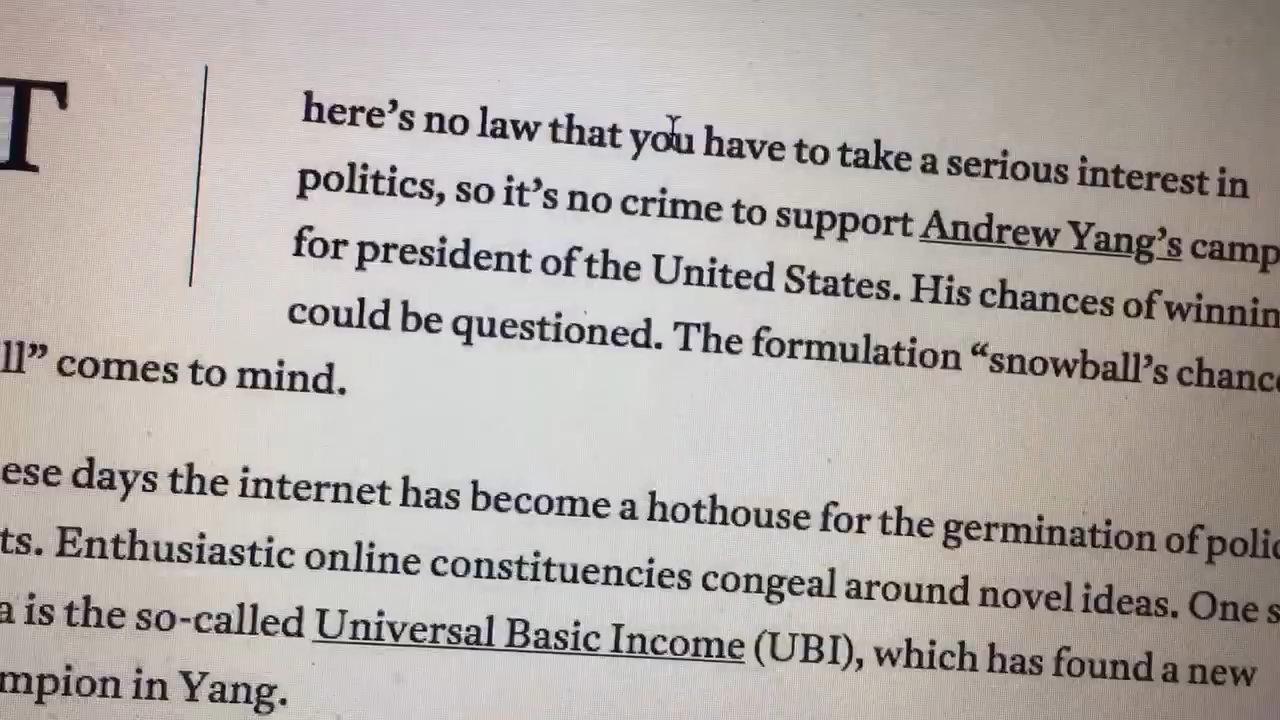 There's no law that you have to take a serious interest in
politics, so it's no crime to support Andrew Yang's camp
for president of the United States. His chances of winnin
could be questioned. The formulation “snowball's chanc
ll” comes to mind.
ese days the internet has become a hothouse for the germination of polic
ts. Enthusiastic online constituencies congeal around novel ideas. One s
a is the so-called Universal Basic Income (UBI), which has found a new
mpion in Yang.